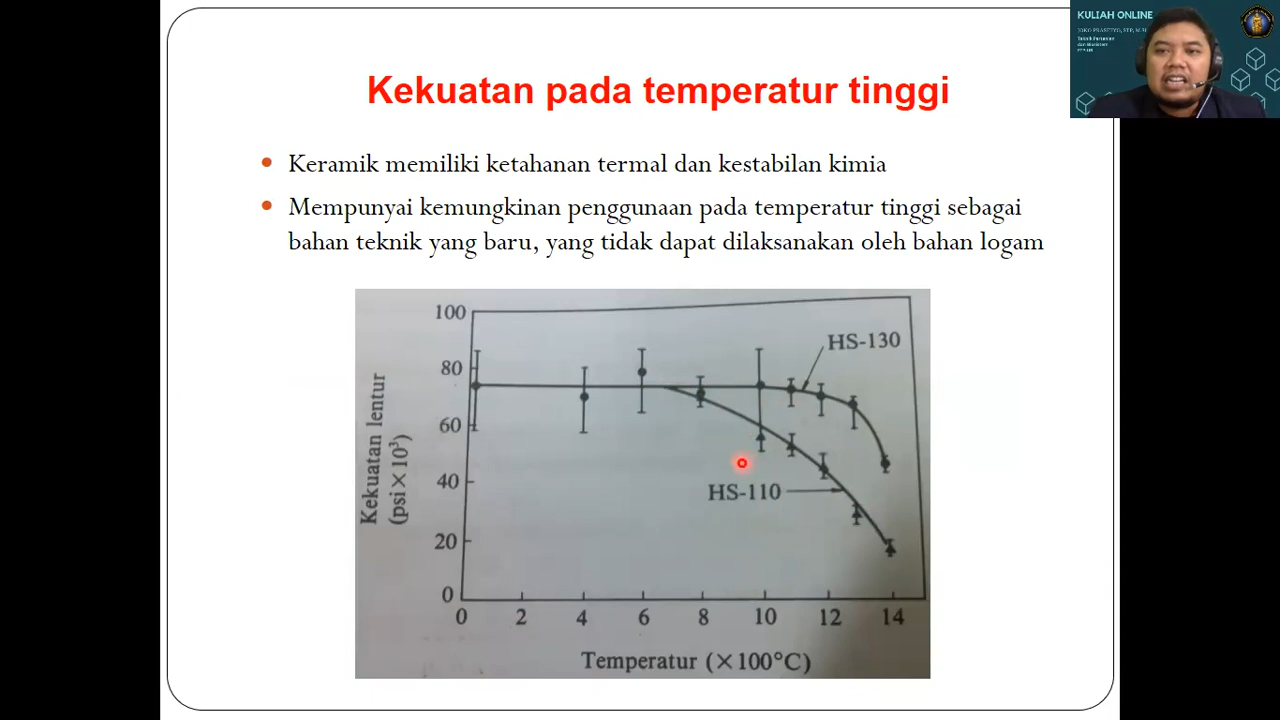 KULIAH ONLINE
Kekuatan pada temperatur tinggi
Keramik memiliki ketahanan termal dan kestabilan kimia
Mempunyai kemungkinan penggunaan pada temperatur tinggi sebagai
bahan teknik yang baru, yang tidak dapat dilaksanakan oleh bahan logam
Kekuatan lentur
(psi×10³)
100
80
60
40
20
0
HS-130
HS-110
0 2 4 6 8 10 12 14
Temperatur (×100°C)